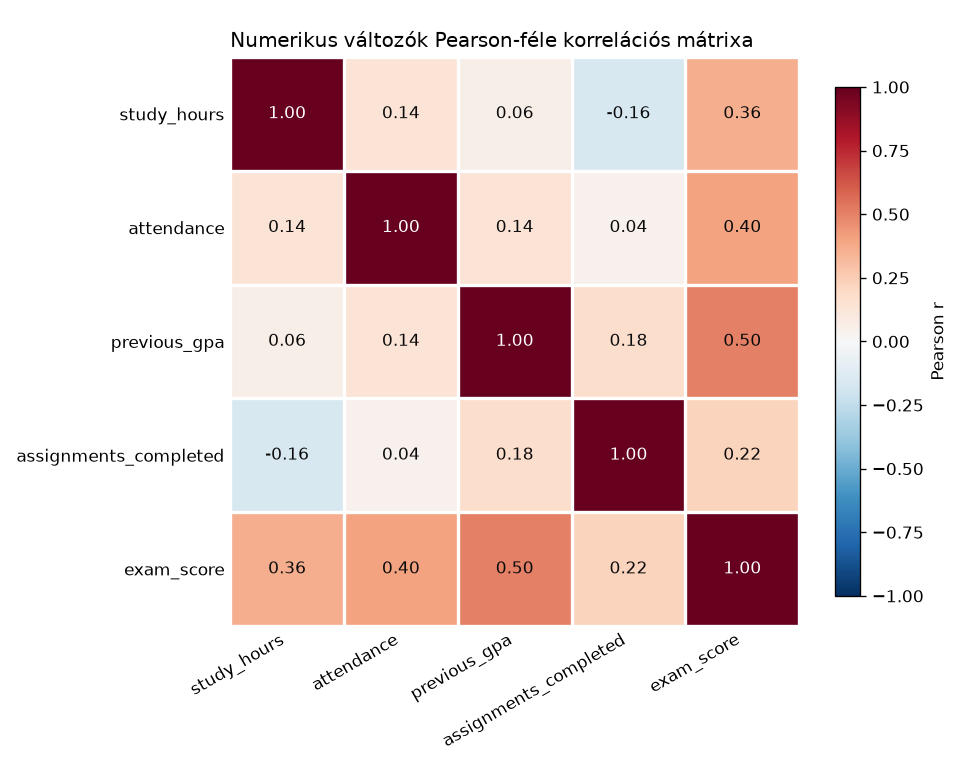 Numerikus változók Pearson-féle korrelációs mátrixa
study_hours 1.00 0.14 0.06 -0.16 0.36
attendance 0.14 1.00 0.14 0.04 0.40
previous_gpa 0.06 0.14 1.00 0.18 0.50
assignments_completed -0.16 0.04 0.18 1.00 0.22
exam_score 0.36 0.40 0.50 0.22 1.00
study_hours
attendance
previous_gpa
assignments_completed
exam_score
1.00
0.75
0.50
0.25
0.00
−0.25
−0.50
−0.75
−1.00
Pearson r